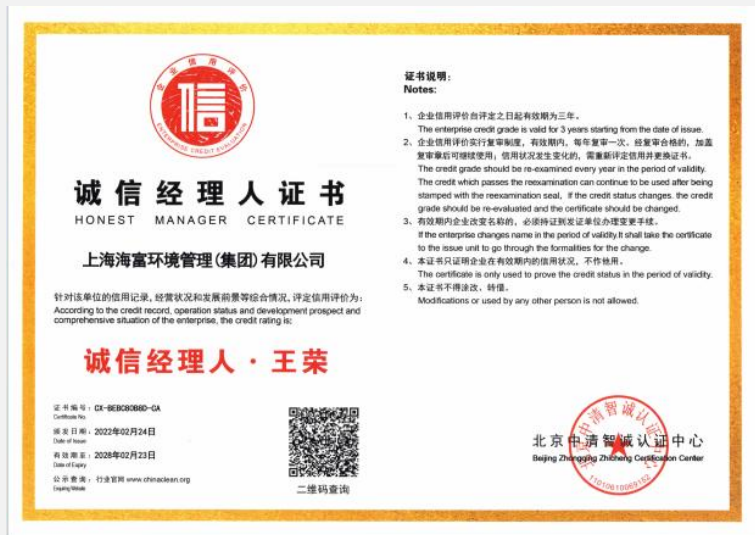 企业信用评价
信
ENTERPRISE CREDIT EVALUATION
诚信经理人证书
HONEST MANAGER CERTIFICATE
上海海富环境管理(集团)有限公司
针对该单位的信用记录，经营状况和发展前景等综合情况，评定信用评价为：
According to the credit record, operation status and development prospect and
comprehensive situation of the enterprise, the credit rating is:
诚信经理人·王荣
证书编号：CX-8EBC80B8D-CA
Certificate No.
颁发日期：2022年02月24日
Date of Issue
有效期至：2028年02月23日
Date of Expiry
公示查询：行业官网 www.chinaclean.org
Enquiring Website
二维码查询
证书说明：
Notes:
1、企业信用评价自评定之日起有效期为三年。
The enterprise credit grade is valid for 3 years starting from the date of issue.
2、企业信用评价实行复审制度，有效期内，每年复审一次。经复审合格的，加盖
复审章后可继续使用；信用状况发生变化的，需重新评定信用并更换证书。
The credit grade should be re-examined every year in the period of validity.
The credit which passes the reexamination can continue to be used after being
stamped with the reexamination seal, If the credit status changes. the credit
grade should be re-evaluated and the certificate should be changed.
3、有效期内企业改变名称的，必须持证到发证单位办理变更手续。
If the enterprise changes name in the period of validity.It shall take the certificate
to the issue unit to go through the formalities for the change.
4、本证书只证明企业在有效期内的信用状况，不作他用。
The certificate is only used to prove the credit status in the period of validity.
5、本证书不得涂改、转借。
Modifications or used by any other person is not allowed.
北京中清智诚认证中心
Beijing Zhongqing Zhicheng Certification Center
北京中清智诚认证中心
11010610069152